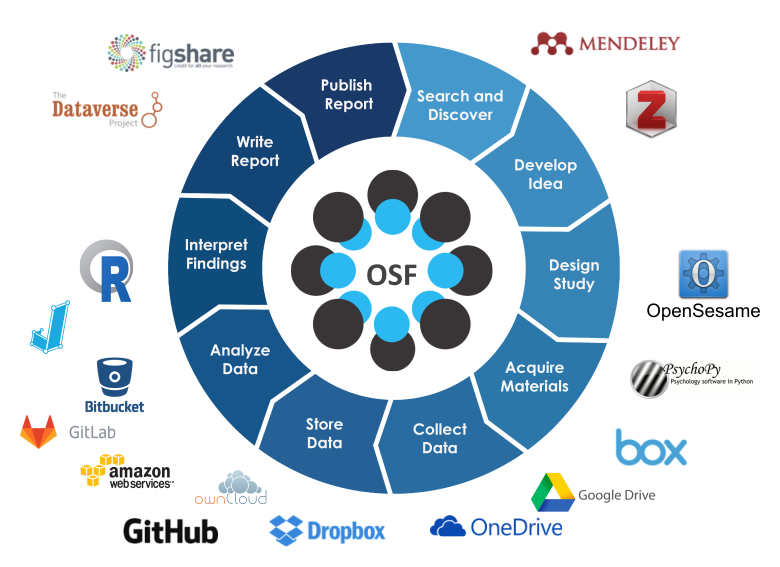 figshare
credit for all your research
MENDELEY
The
Dataverse
Project
Z
Publish
Report
Search and
Discover
Write
Report
Develop
Idea
Interpret
Findings
OSF
Design
Study
R
O
OpenSesame
Analyze
Data
Acquire
Materials
PsychoPy
Psychology software in Python
Bitbucket
Store
Data
Collect
Data
GitLab
box
amazon
web services™
ownCloud
Google Drive
GitHub
Dropbox
OneDrive